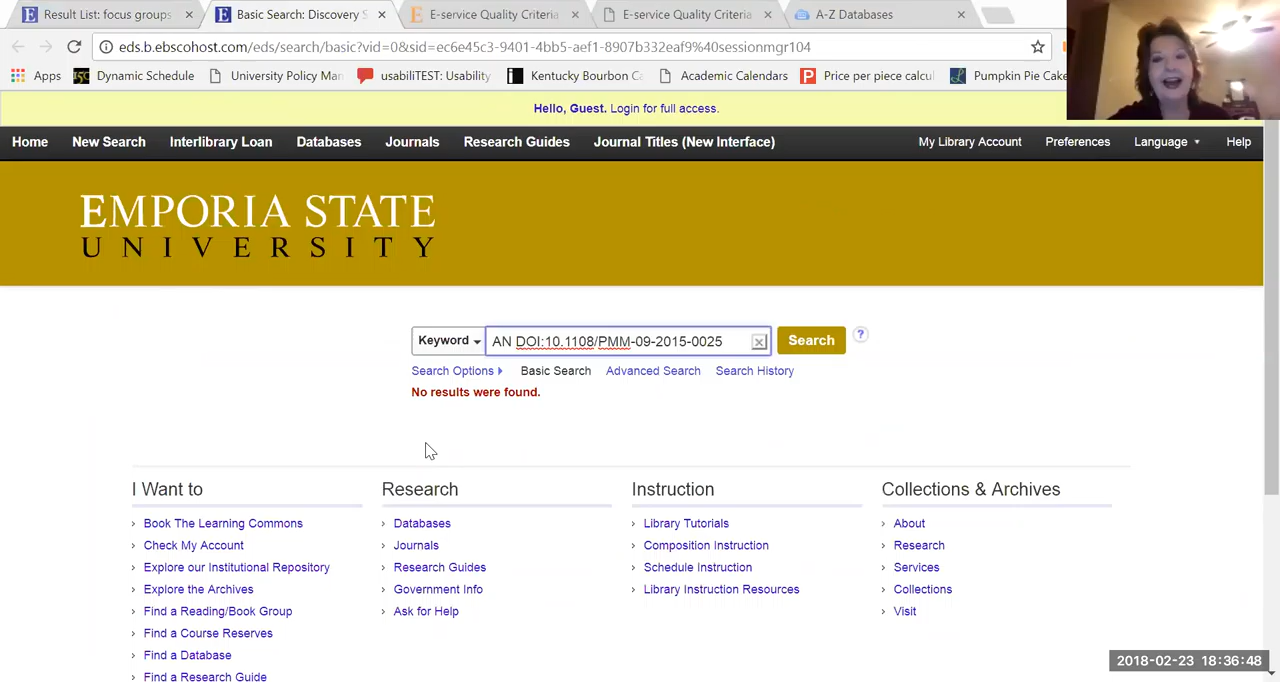 Result List: focus groups
Basic Search: Discovery S
E-service Quality Criteria
E-service Quality Criteria
A-Z Databases
eds.b.ebscohost.com/eds/search/basic?vid=0&sid=ec6e45c3-9401-4bb5-aef1-8907b332eaf9%40sessionmgr104
Apps Dynamic Schedule University Policy Man usabiliTEST: Usability Kentucky Bourbon Ca Academic Calendars Price per piece calcul Pumpkin Pie Cake
Hello, Guest. Login for full access.
Home New Search Interlibrary Loan Databases Journals Research Guides Journal Titles (New Interface) My Library Account Preferences Language Help
EMPORIA STATE
UNIVERSITY
Keyword AN DOI:10.1108/PMM-09-2015-0025 Search ?
Search Options Basic Search Advanced Search Search History
No results were found.
I Want to
Book The Learning Commons
Check My Account
Explore our Institutional Repository
Explore the Archives
Find a Reading/Book Group
Find a Course Reserves
Find a Database
Find a Research Guide
Research
Databases
Journals
Research Guides
Government Info
Ask for Help
Instruction
Library Tutorials
Composition Instruction
Schedule Instruction
Library Instruction Resources
Collections & Archives
About
Research
Services
Collections
Visit
2018-02-23 18:36:48